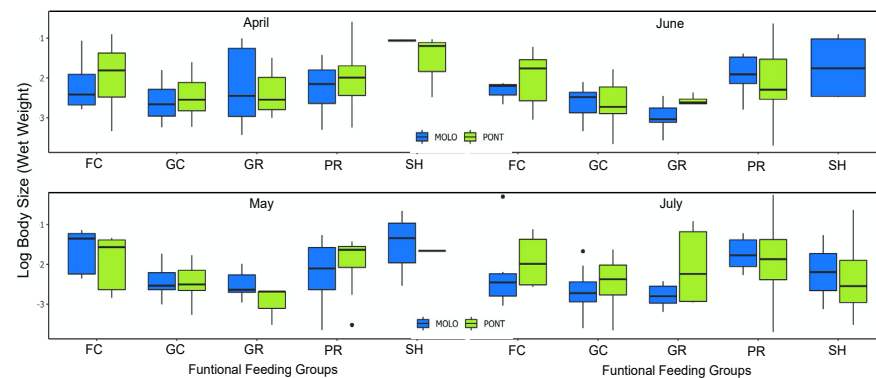 April
June
Log Body Size (Wet Weight)
-1
-2
-3
MOLO PONT
FC GC GR PR SH
FC GC GR PR SH
May
July
-1
-2
-3
MOLO PONT
FC GC GR PR SH
FC GC GR PR SH
Funtional Feeding Groups
Funtional Feeding Groups